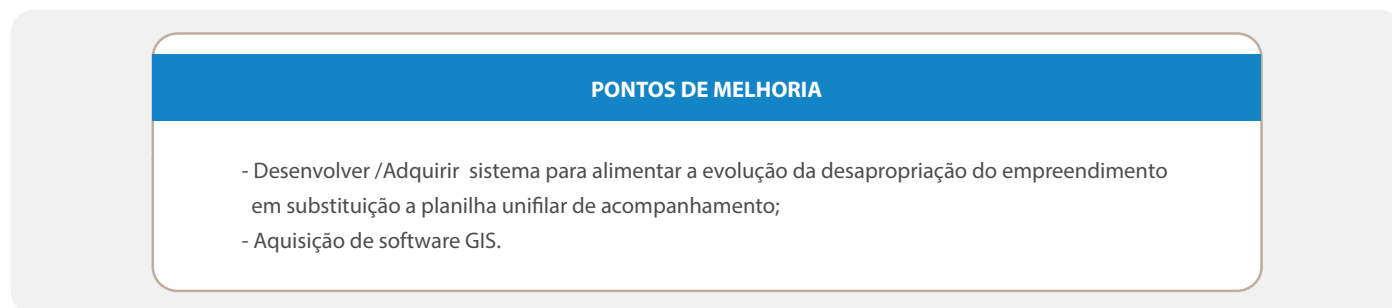 PONTOS DE MELHORIA
- Desenvolver /Adquirir sistema para alimentar a evolução da desapropriação do empreendimento
em substituição a planilha unifilar de acompanhamento;
- Aquisição de software GIS.